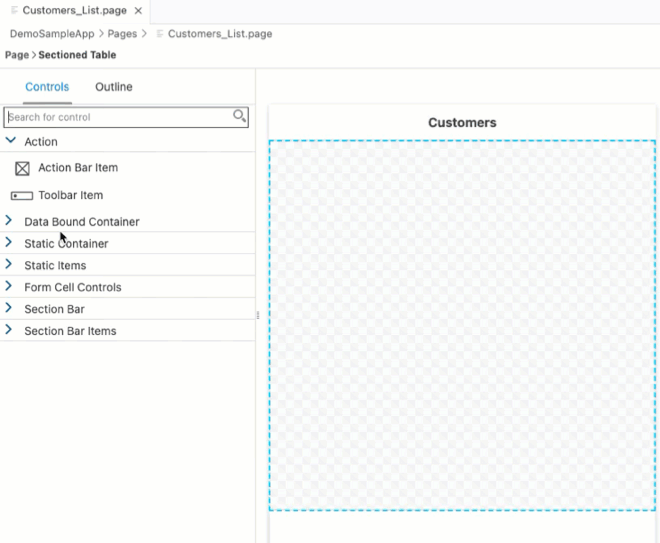 Customers_List.page ×
DemoSampleApp > Pages > Customers_List.page
Page > Sectioned Table
Controls Outline
Search for control
Action
Action Bar Item
Toolbar Item
Data Bound Container
Static Container
Static Items
Form Cell Controls
Section Bar
Section Bar Items
Customers